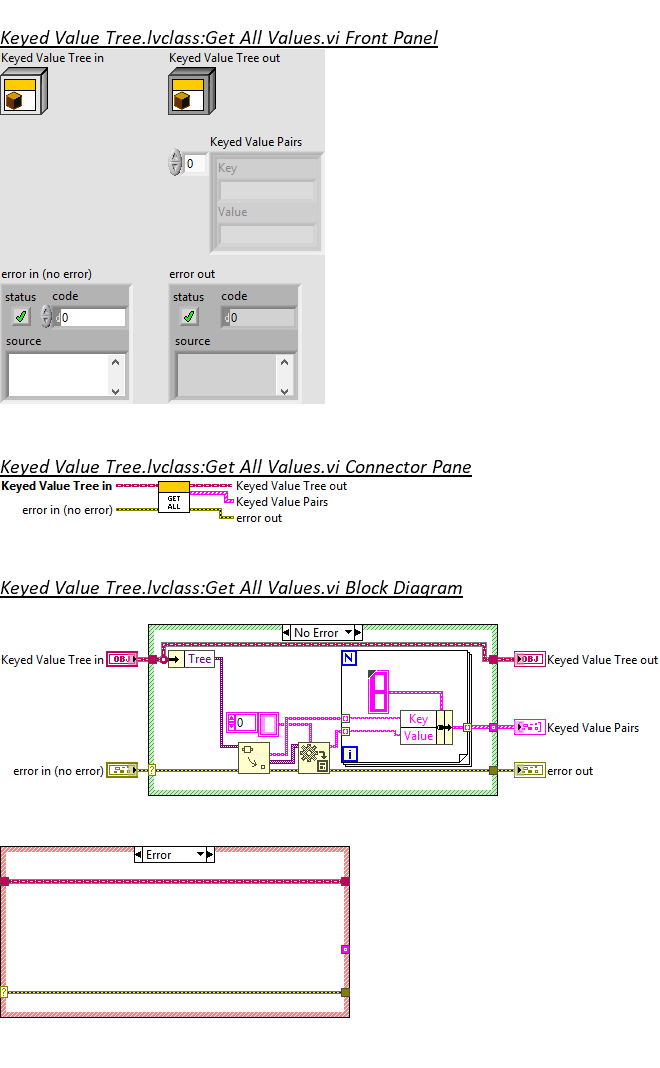 Keyed Value Tree.lvclass:Get All Values.vi Front Panel
Keyed Value Tree in
Keyed Value Tree out
Keyed Value Pairs
0
Key
Value
error in (no error)
error out
status code
0
source
status code
0
source
Keyed Value Tree.lvclass:Get All Values.vi Connector Pane
Keyed Value Tree in
GET
ALL
Keyed Value Tree out
Keyed Value Pairs
error in (no error)
error out
Keyed Value Tree.lvclass:Get All Values.vi Block Diagram
No Error
Keyed Value Tree in
OBJ
Tree
N
OBJ
Keyed Value Tree out
0
Key
Value
Keyed Value Pairs
i
error in (no error)
?
error out
Error
?